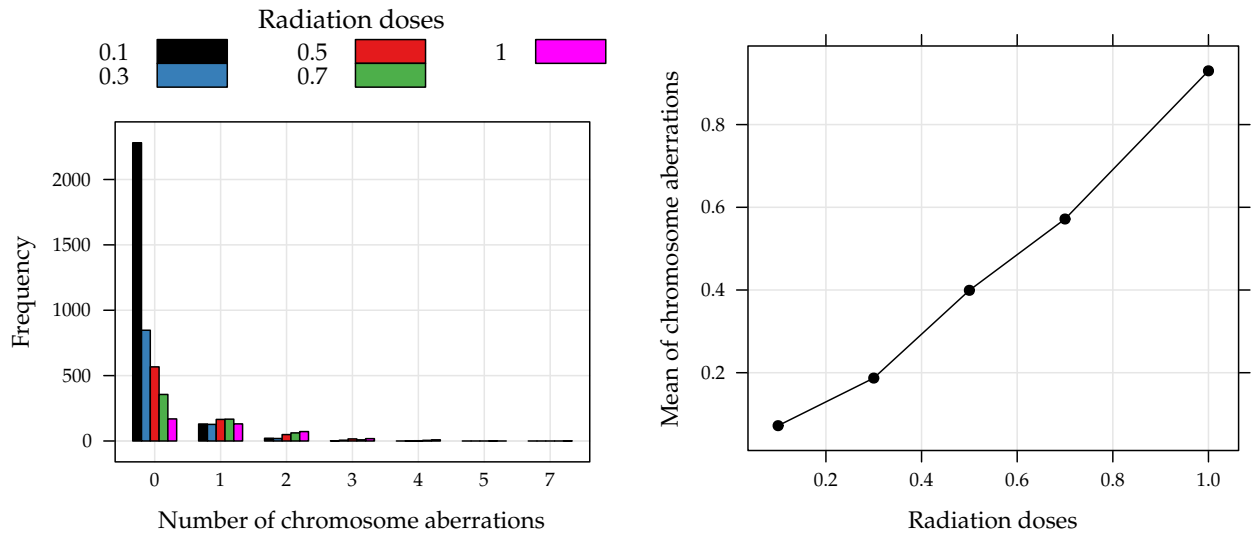 Radiation doses
0.1 0.5 1
0.3 0.7
Frequency
2000
1500
1000
500
0
0 1 2 3 4 5 7
Number of chromosome aberrations
Mean of chromosome aberrations
0.8
0.6
0.4
0.2
0.2 0.4 0.6 0.8 1.0
Radiation doses